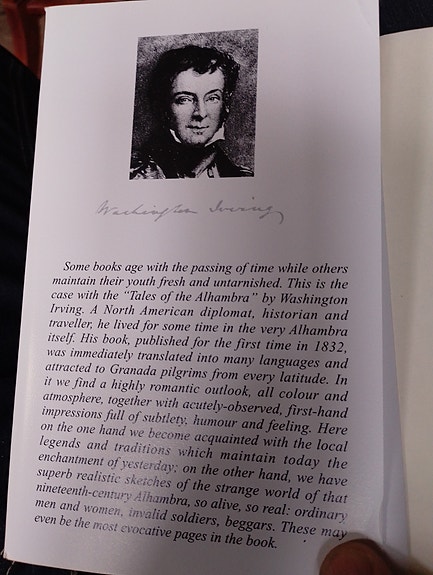 Washington Irving
Some books age with the passing of time while others
maintain their youth fresh and untarnished. This is the
case with the “Tales of the Alhambra” by Washington
Irving. A North American diplomat, historian and
traveller, he lived for some time in the very Alhambra
itself. His book, published for the first time in 1832,
was immediately translated into many languages and
attracted to Granada pilgrims from every latitude. In
it we find a highly romantic outlook, all colour and
atmosphere, together with acutely-observed, first-hand
impressions full of subtlety, humour and feeling. Here
on the one hand we become acquainted with the local
legends and traditions which maintain today the
enchantment of yesterday; on the other hand, we have
superb realistic sketches of the strange world of that
nineteenth-century Alhambra, so alive, so real: ordinary
men and women, invalid soldiers, beggars. These may
even be the most evocative pages in the book.